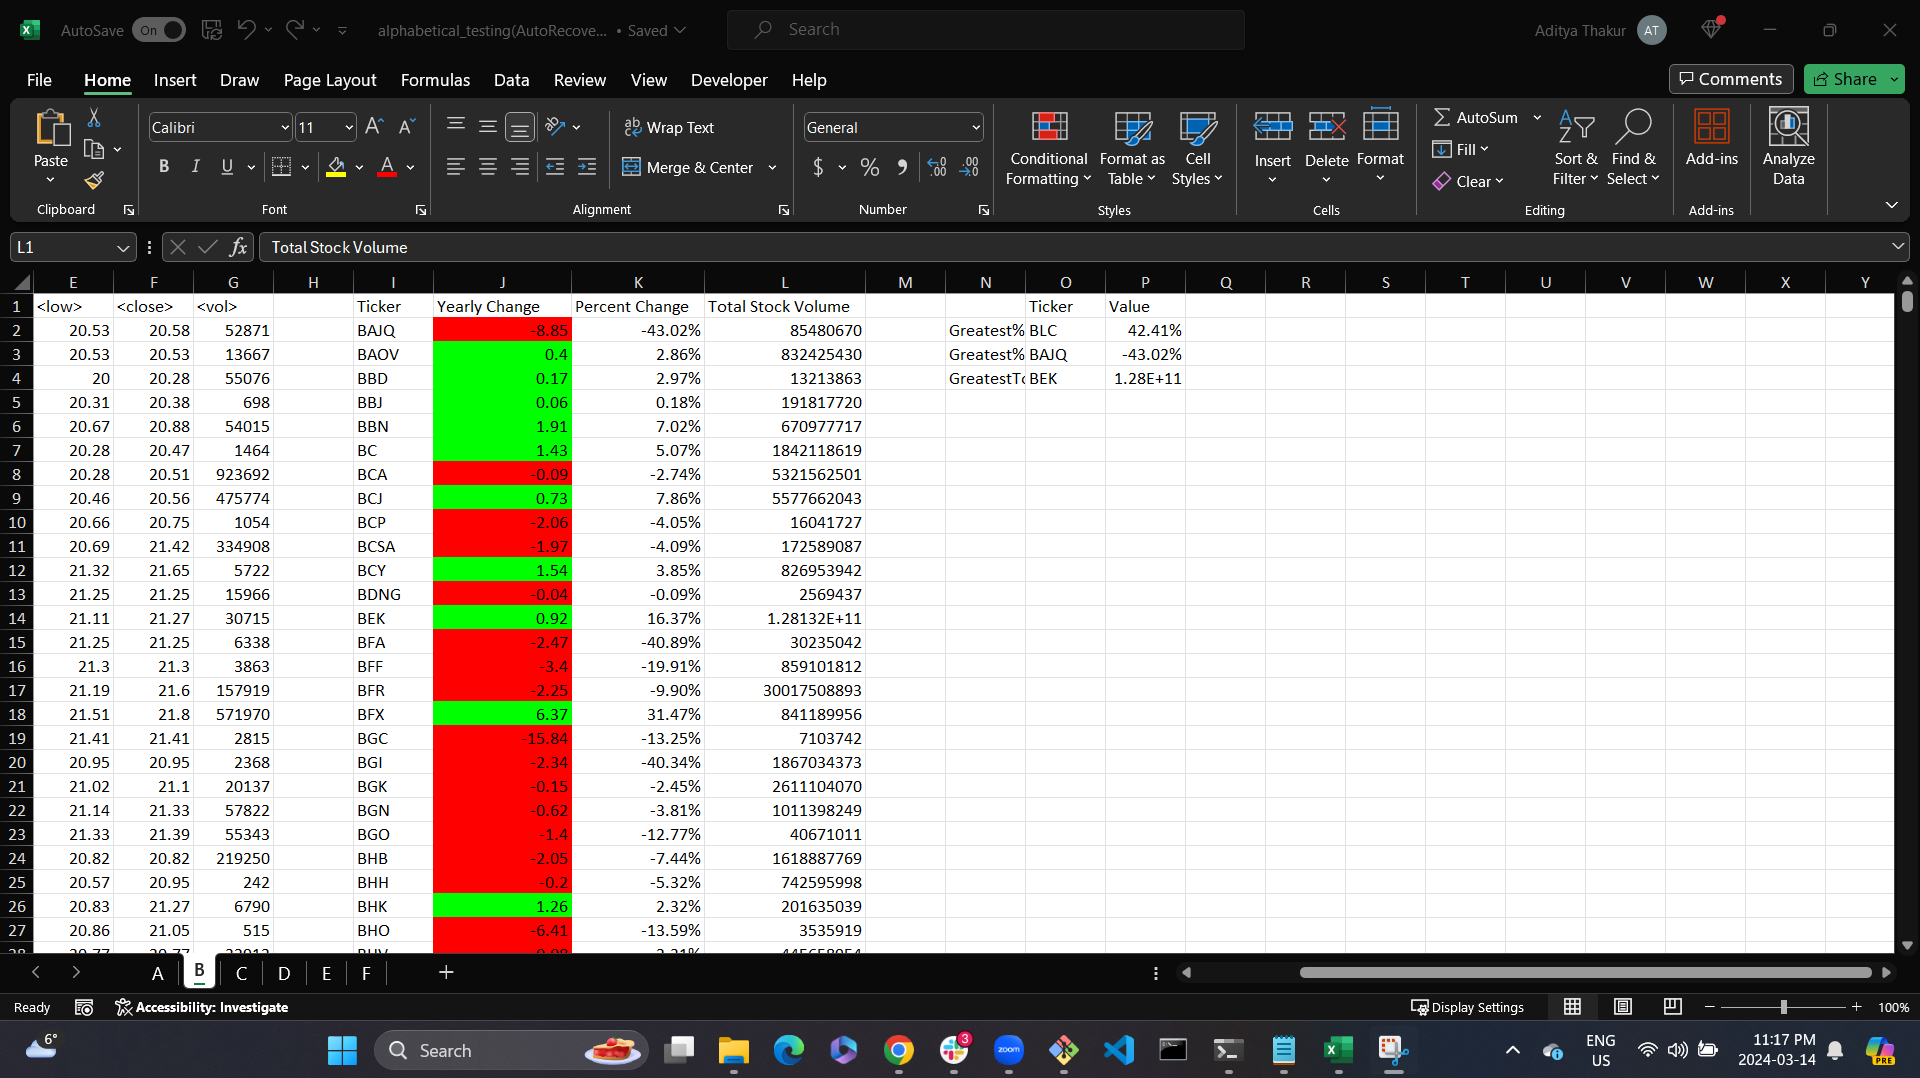 AutoSave On alphabetical_testing(AutoRecove... • Saved Search Aditya Thakur AT
File Home Insert Draw Page Layout Formulas Data Review View Developer Help Comments Share
Calibri 11 Wrap Text General AutoSum
Paste B I U Merge & Center $ % Conditional Formatting Format as Table Cell Styles Insert Delete Format Fill Clear Sort & Filter Find & Select Add-ins Analyze Data
Clipboard Font Alignment Number Styles Cells Editing Add-ins
L1 fx Total Stock Volume
E F G H I J K L M N O P Q R S T U V W X Y
1 <low> <close> <vol> Ticker Yearly Change Percent Change Total Stock Volume Ticker Value
2 20.53 20.58 52871 BAJQ -8.85 -43.02% 85480670 Greatest% BLC 42.41%
3 20.53 20.53 13667 BAOV 0.4 2.86% 832425430 Greatest% BAJQ -43.02%
4 20 20.28 55076 BBD 0.17 2.97% 13213863 GreatestTo BEK 1.28E+11
5 20.31 20.38 698 BBJ 0.06 0.18% 191817720
6 20.67 20.88 54015 BBN 1.91 7.02% 670977717
7 20.28 20.47 1464 BC 1.43 5.07% 1842118619
8 20.28 20.51 923692 BCA -0.09 -2.74% 5321562501
9 20.46 20.56 475774 BCJ 0.73 7.86% 5577662043
10 20.66 20.75 1054 BCP -2.06 -4.05% 16041727
11 20.69 21.42 334908 BCSA -1.97 -4.09% 172589087
12 21.32 21.65 5722 BCY 1.54 3.85% 826953942
13 21.25 21.25 15966 BDNG -0.04 -0.09% 2569437
14 21.11 21.27 30715 BEK 0.92 16.37% 1.28132E+11
15 21.25 21.25 6338 BFA -2.47 -40.89% 30235042
16 21.3 21.3 3863 BFF -3.4 -19.91% 859101812
17 21.19 21.6 157919 BFR -2.25 -9.90% 30017508893
18 21.51 21.8 571970 BFX 6.37 31.47% 841189956
19 21.41 21.41 2815 BGC -15.84 -13.25% 7103742
20 20.95 20.95 2368 BGI -2.34 -40.34% 1867034373
21 21.02 21.1 20137 BGK -0.15 -2.45% 2611104070
22 21.14 21.33 57822 BGN -0.62 -3.81% 1011398249
23 21.33 21.39 55343 BGO -1.4 -12.77% 40671011
24 20.82 20.82 219250 BHB -2.05 -7.44% 1618887769
25 20.57 20.95 242 BHH -0.2 -5.32% 742595998
26 20.83 21.27 6790 BHK 1.26 2.32% 201635039
27 20.86 21.05 515 BHO -6.41 -13.59% 3535919
A B C D E F
Ready Accessibility: Investigate Display Settings 100%
6° Search 3 zoom ENG US 11:17 PM 2024-03-14 PRE